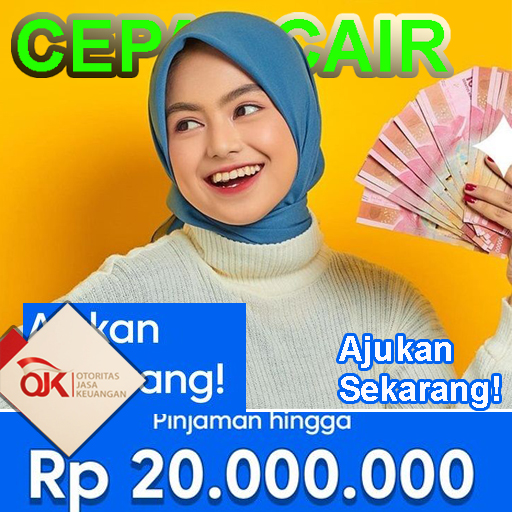 CAIR
Ajukan
Sekarang!
OJK
OTORITAS
JASA
KEUANGAN
Pinjaman hingga
Rp 20.000.000